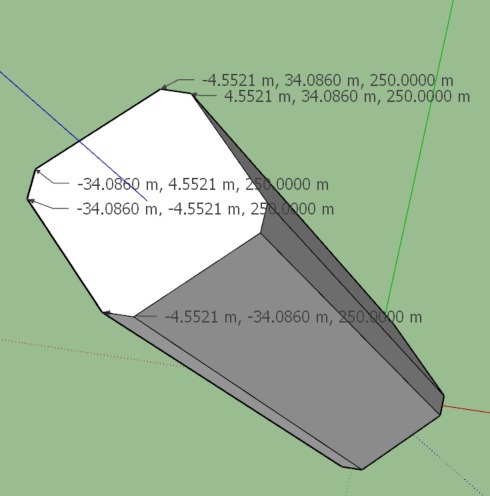 -4.5521 m, 34.0860 m, 250.0000 m
4.5521 m, 34.0860 m, 250.0000 m
-34.0860 m, 4.5521 m, 250.0000 m
-34.0860 m, -4.5521 m, 250.0000 m
-4.5521 m, -34.0860 m, 250.0000 m